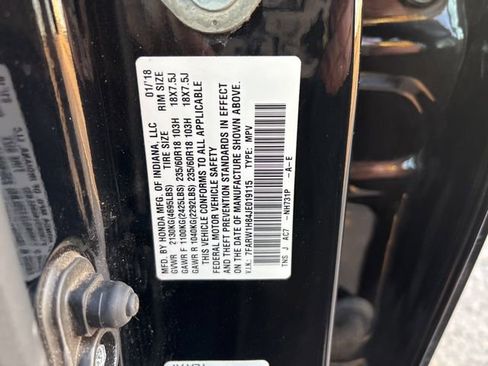 MFD. BY HONDA MFG. OF INDIANA, LLC 01/'18
TIRE SIZE RIM SIZE
GVWR 2130KG(4695LBS)
GAWR F 1100KG(2425LBS) 235/60R18 103H 18X7.5J
GAWR R 1040KG(2292LBS) 235/60R18 103H 18X7.5J
THIS VEHICLE CONFORMS TO ALL APPLICABLE
FEDERAL MOTOR VEHICLE SAFETY STANDARDS IN EFFECT
AND THEFT PREVENTION STANDARDS
ON THE DATE OF MANUFACTURE SHOWN ABOVE.
V.I.N.: 7FARW1H84JE019115 TYPE: MPV
TNS J AC7 NH731P -A-E